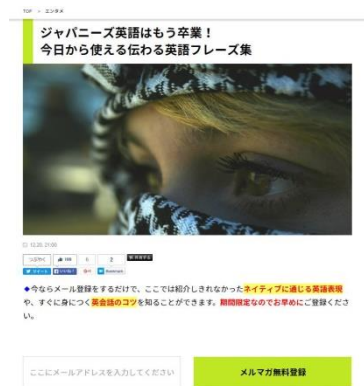 TOP > エンタメ
ジャパニーズ英語はもう卒業！
今日から使える伝わる英語フレーズ集
12.20, 21:00
6
2
Bookmark
◆今ならメール登録をするだけで、ここでは紹介しきれなかったネイティブに通じる英語表現
や、すぐに身につく英会話のコツを知ることができます。期間限定なのでお早めにご登録くださ
い。
ここにメールアドレスを入力してください
メルマガ無料登録